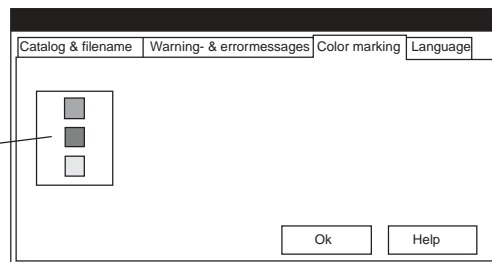 Catalog & filename Warning- & errormessages Color marking Language
Ok Help